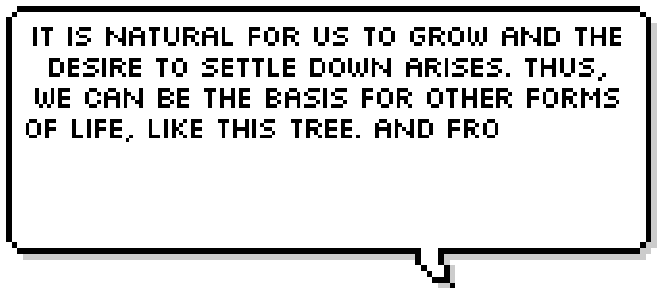 IT IS NATURAL FOR US TO GROW AND THE
DESIRE TO SETTLE DOWN ARISES. THUS,
WE CAN BE THE BASIS FOR OTHER FORMS
OF LIFE, LIKE THIS TREE. AND FRO